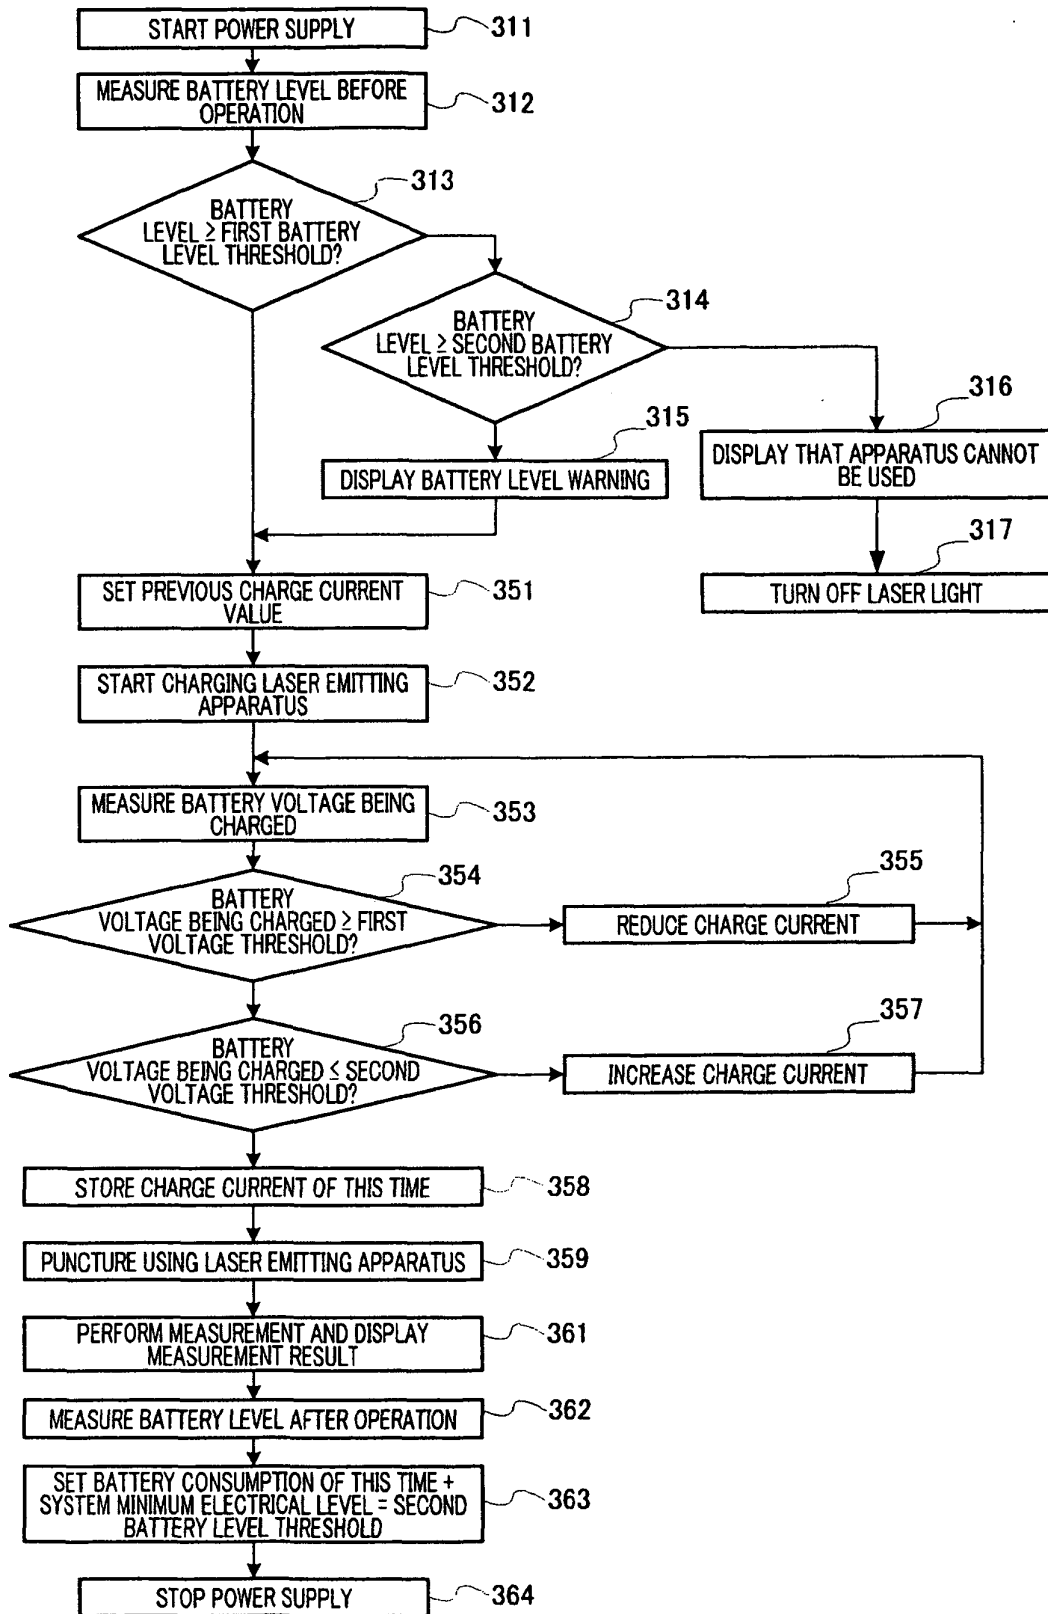 START POWER SUPPLY
311
MEASURE BATTERY LEVEL BEFORE
OPERATION
312
313
BATTERY
LEVEL ≥ FIRST BATTERY
LEVEL THRESHOLD?
314
BATTERY
LEVEL ≥ SECOND BATTERY
LEVEL THRESHOLD?
315
DISPLAY BATTERY LEVEL WARNING
316
DISPLAY THAT APPARATUS CANNOT
BE USED
317
TURN OFF LASER LIGHT
SET PREVIOUS CHARGE CURRENT
VALUE
351
START CHARGING LASER EMITTING
APPARATUS
352
MEASURE BATTERY VOLTAGE BEING
CHARGED
353
354
BATTERY
VOLTAGE BEING CHARGED ≥ FIRST
VOLTAGE THRESHOLD?
355
REDUCE CHARGE CURRENT
356
BATTERY
VOLTAGE BEING CHARGED ≤ SECOND
VOLTAGE THRESHOLD?
357
INCREASE CHARGE CURRENT
STORE CHARGE CURRENT OF THIS TIME
358
PUNCTURE USING LASER EMITTING APPARATUS
359
PERFORM MEASUREMENT AND DISPLAY
MEASUREMENT RESULT
361
MEASURE BATTERY LEVEL AFTER OPERATION
362
SET BATTERY CONSUMPTION OF THIS TIME +
SYSTEM MINIMUM ELECTRICAL LEVEL = SECOND
BATTERY LEVEL THRESHOLD
363
STOP POWER SUPPLY
364